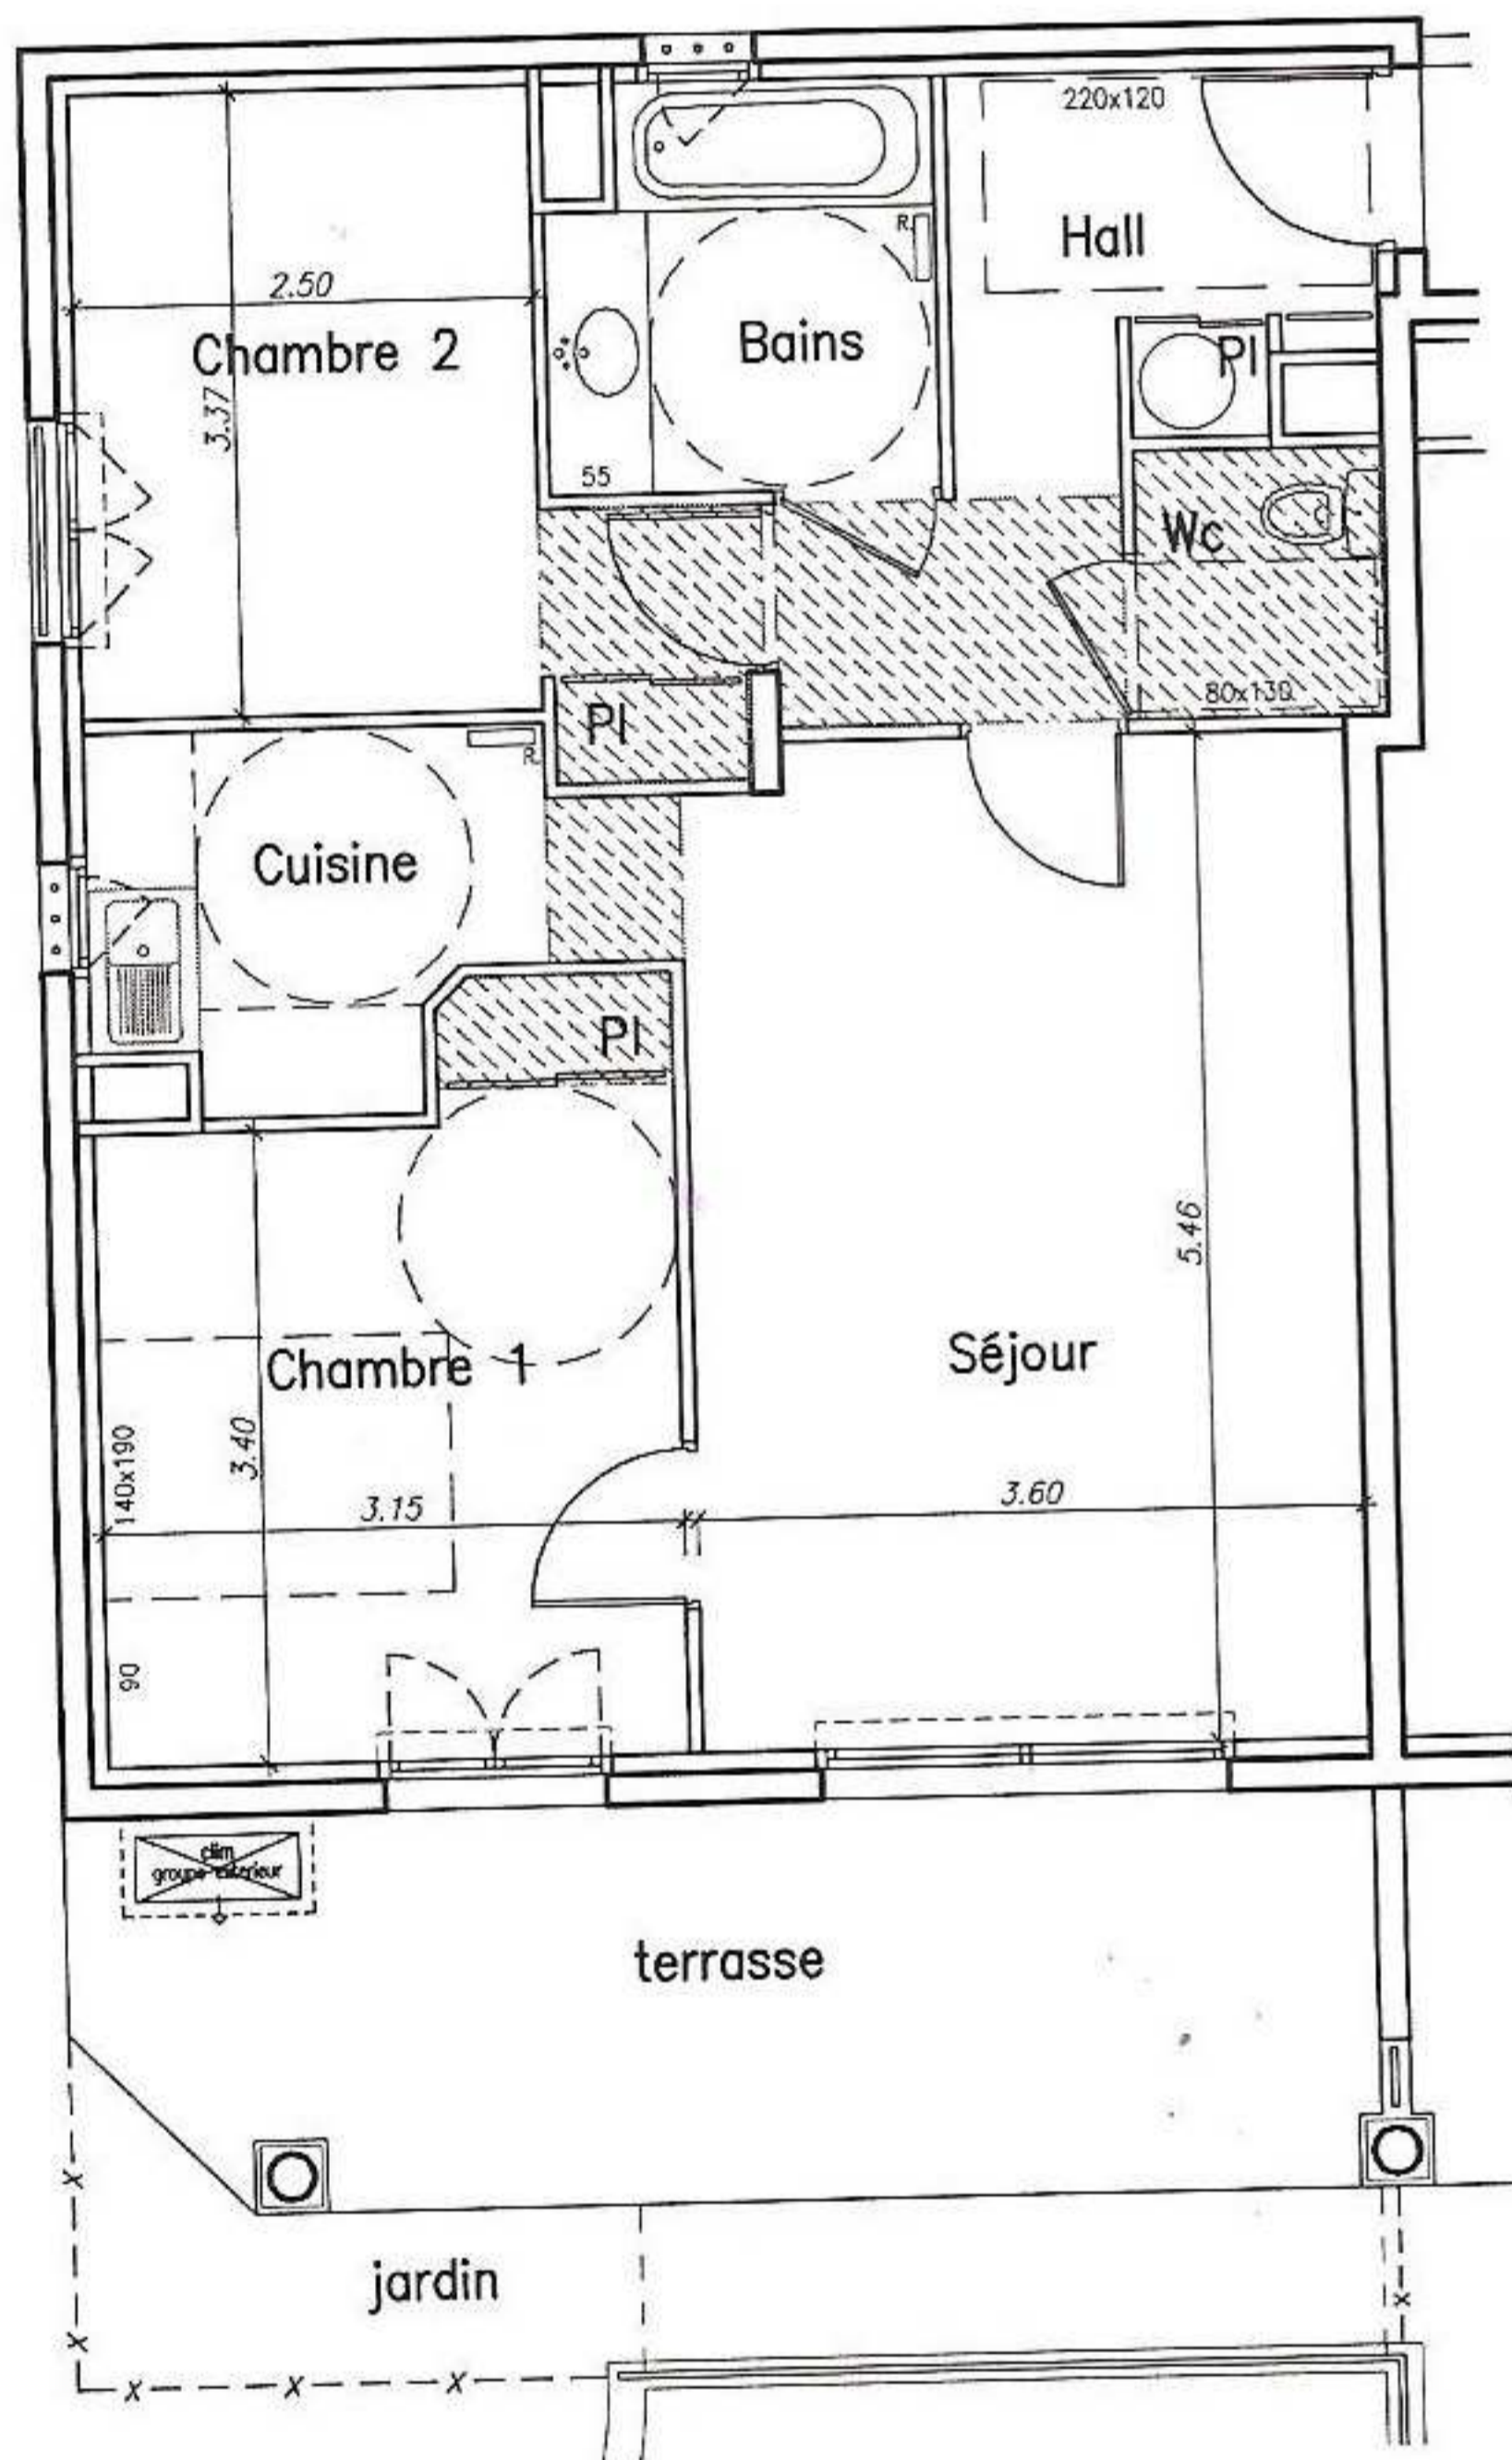 220x120
Hall
R.
2.50
Bains
Chambre 2
Pl
3.37
55
Wc
80x130
Pl
R.
Cuisine
Pl
5.46
Chambre 1
Séjour
140x190
3.40
3.15
3.60
90
clim
groupe exterieur
terrasse
jardin